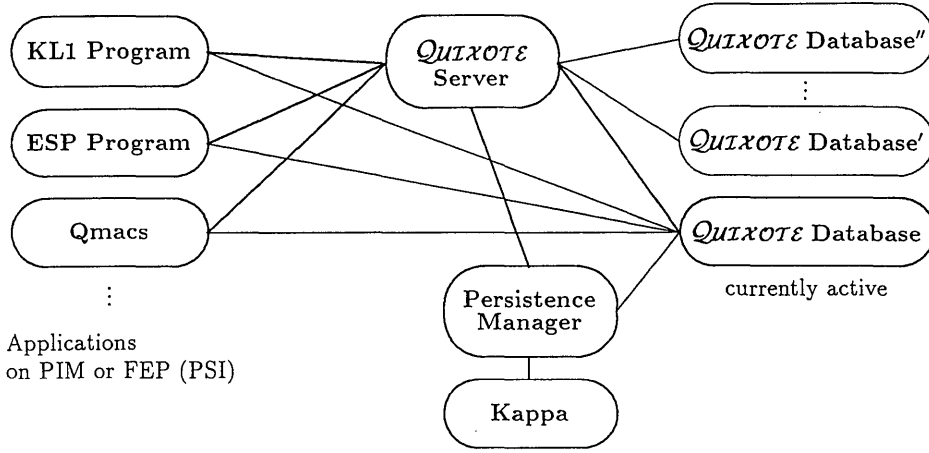 KL1 Program
ESP Program
Qmacs
⋮
Applications
on PIM or FEP (PSI)
QUIXOTE
Server
Persistence
Manager
Kappa
QUIXOTE Database″
⋮
QUIXOTE Database′
QUIXOTE Database
currently active